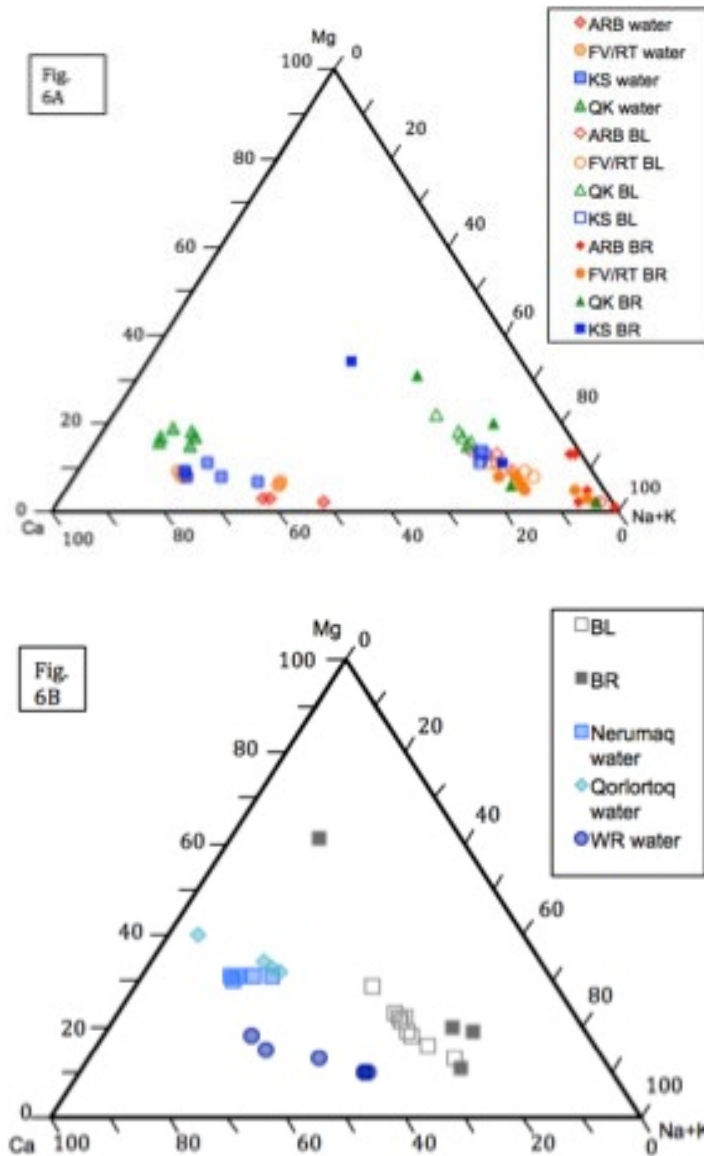 Fig.
6A
Mg
0
100
20
80
40
60
60
40
80
20
100
0
Ca
100
80
60
40
20
0
Na+K
ARB water
FV/RT water
KS water
QK water
ARB BL
FV/RT BL
QK BL
KS BL
ARB BR
FV/RT BR
QK BR
KS BR
Fig.
6B
Mg
0
100
20
80
40
60
60
40
80
20
100
0
Ca
100
80
50
60
40
20
0
Na+K
BL
BR
Nerumaq
water
Qorlortoq
water
WR water